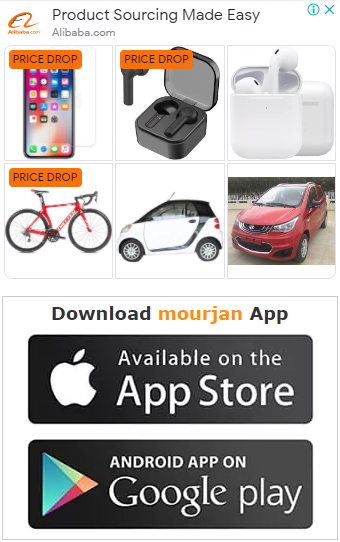 Product Sourcing Made Easy
Alibaba.com
Alibaba.com
PRICE DROP
PRICE DROP
PRICE DROP
Download mourjan App
Available on the
App Store
ANDROID APP ON
Google play